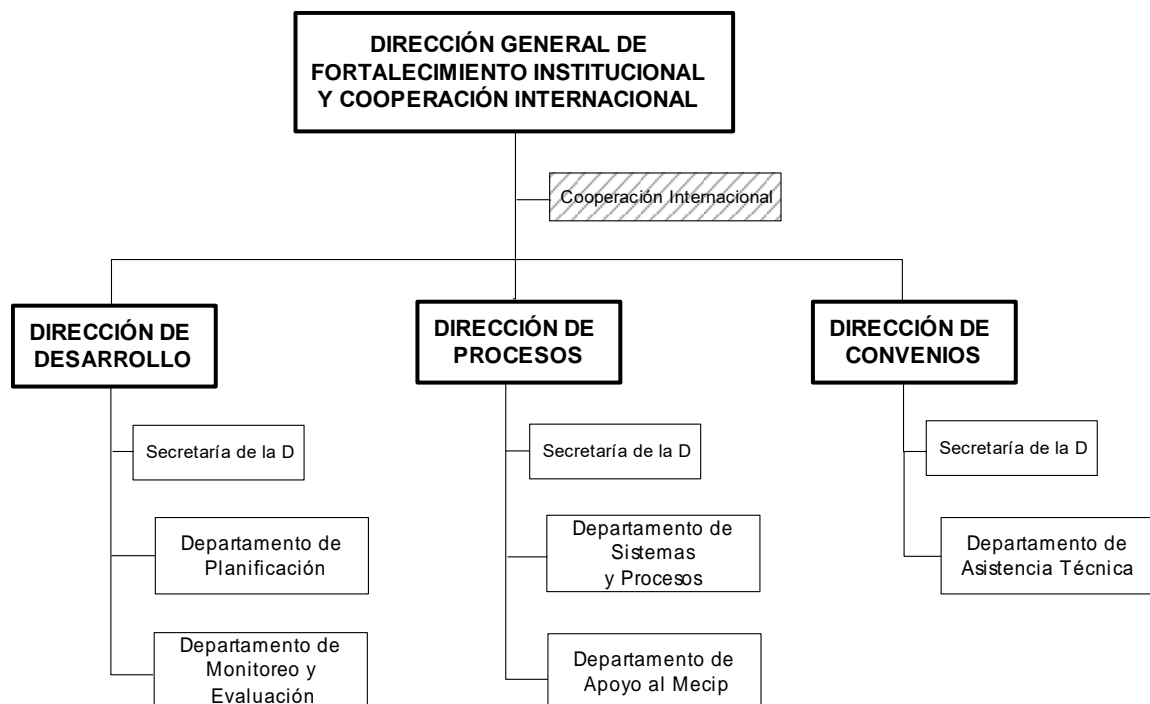 DIRECCIÓN GENERAL DE
FORTALECIMIENTO INSTITUCIONAL
Y COOPERACIÓN INTERNACIONAL
Cooperación Internacional
DIRECCIÓN DE
DESARROLLO
DIRECCIÓN DE
PROCESOS
DIRECCIÓN DE
CONVENIOS
Secretaría de la D
Secretaría de la D
Secretaría de la D
Departamento de
Planificación
Departamento de
Sistemas
y Procesos
Departamento de
Asistencia Técnica
Departamento de
Monitoreo y
Evaluación
Departamento de
Apoyo al Mecip